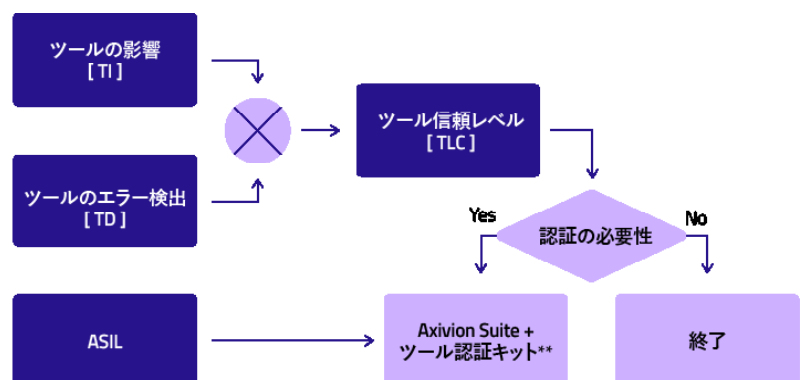 ツールの影響
[ TI ]
ツール信頼レベル
[ TLC ]
ツールのエラー検出
[ TD ]
Yes
No
認証の必要性
ASIL
Axivion Suite +
ツール認証キット**
終了